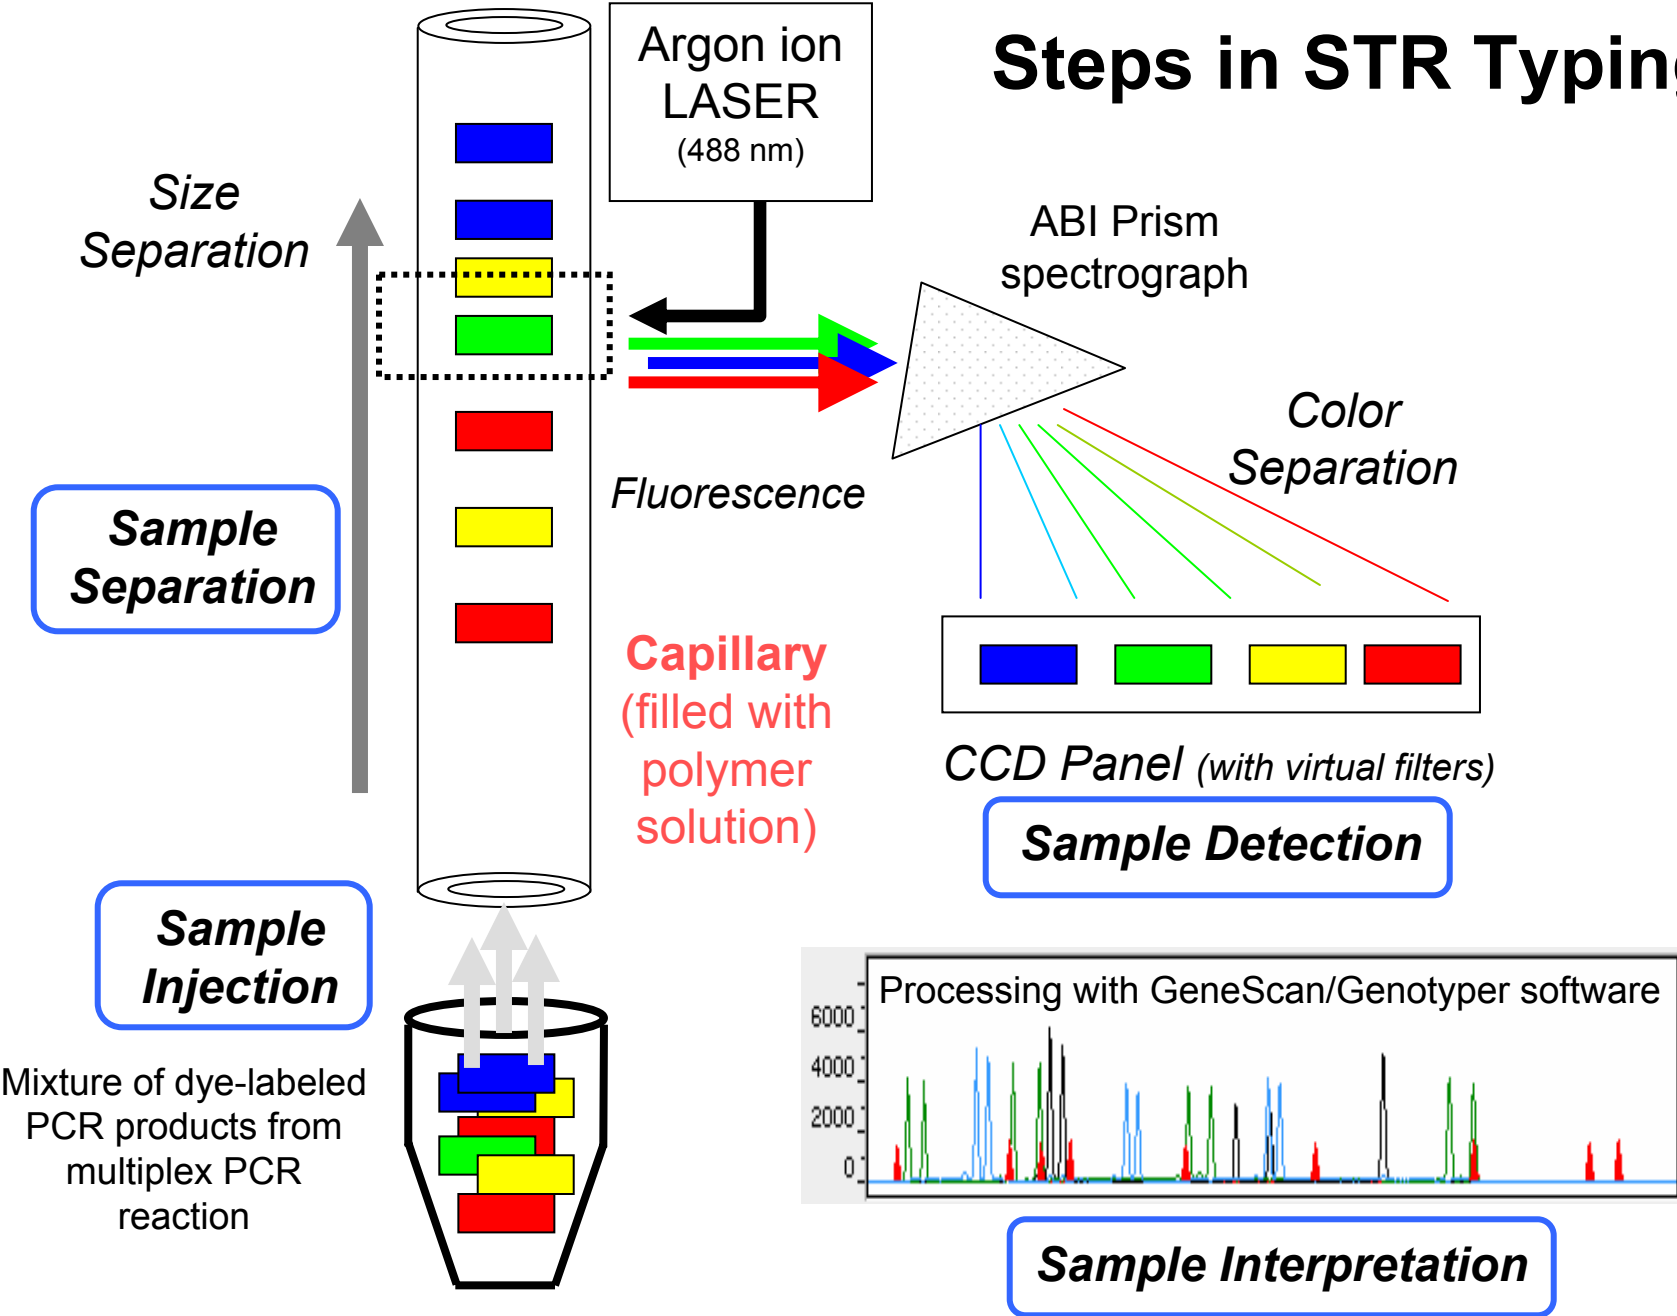 Steps in STR Typing
Argon ion
LASER
(488 nm)
Size
Separation
ABI Prism
spectrograph
Color
Separation
Fluorescence
Sample
Separation
Capillary
(filled with
polymer
solution)
CCD Panel (with virtual filters)
Sample Detection
Sample
Injection
Mixture of dye-labeled
PCR products from
multiplex PCR
reaction
Processing with GeneScan/Genotyper software
6000
4000
2000
0
Sample Interpretation